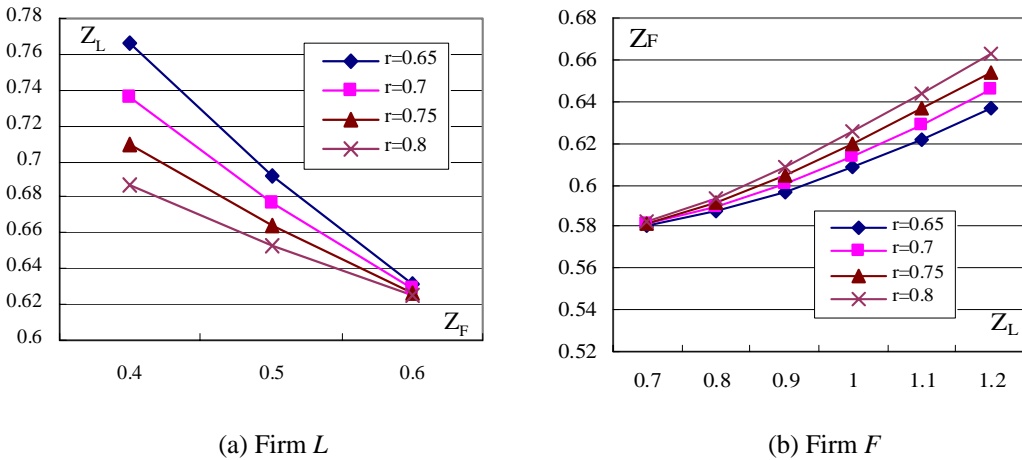 0.78
Z_L
0.76
0.74
0.72
0.7
0.68
0.66
0.64
0.62
0.6
r=0.65
r=0.7
r=0.75
r=0.8
Z_F
0.4 0.5 0.6
(a) Firm L
0.68
Z_F
0.66
0.64
0.62
0.6
0.58
0.56
0.54
0.52
r=0.65
r=0.7
r=0.75
r=0.8
Z_L
0.7 0.8 0.9 1 1.1 1.2
(b) Firm F